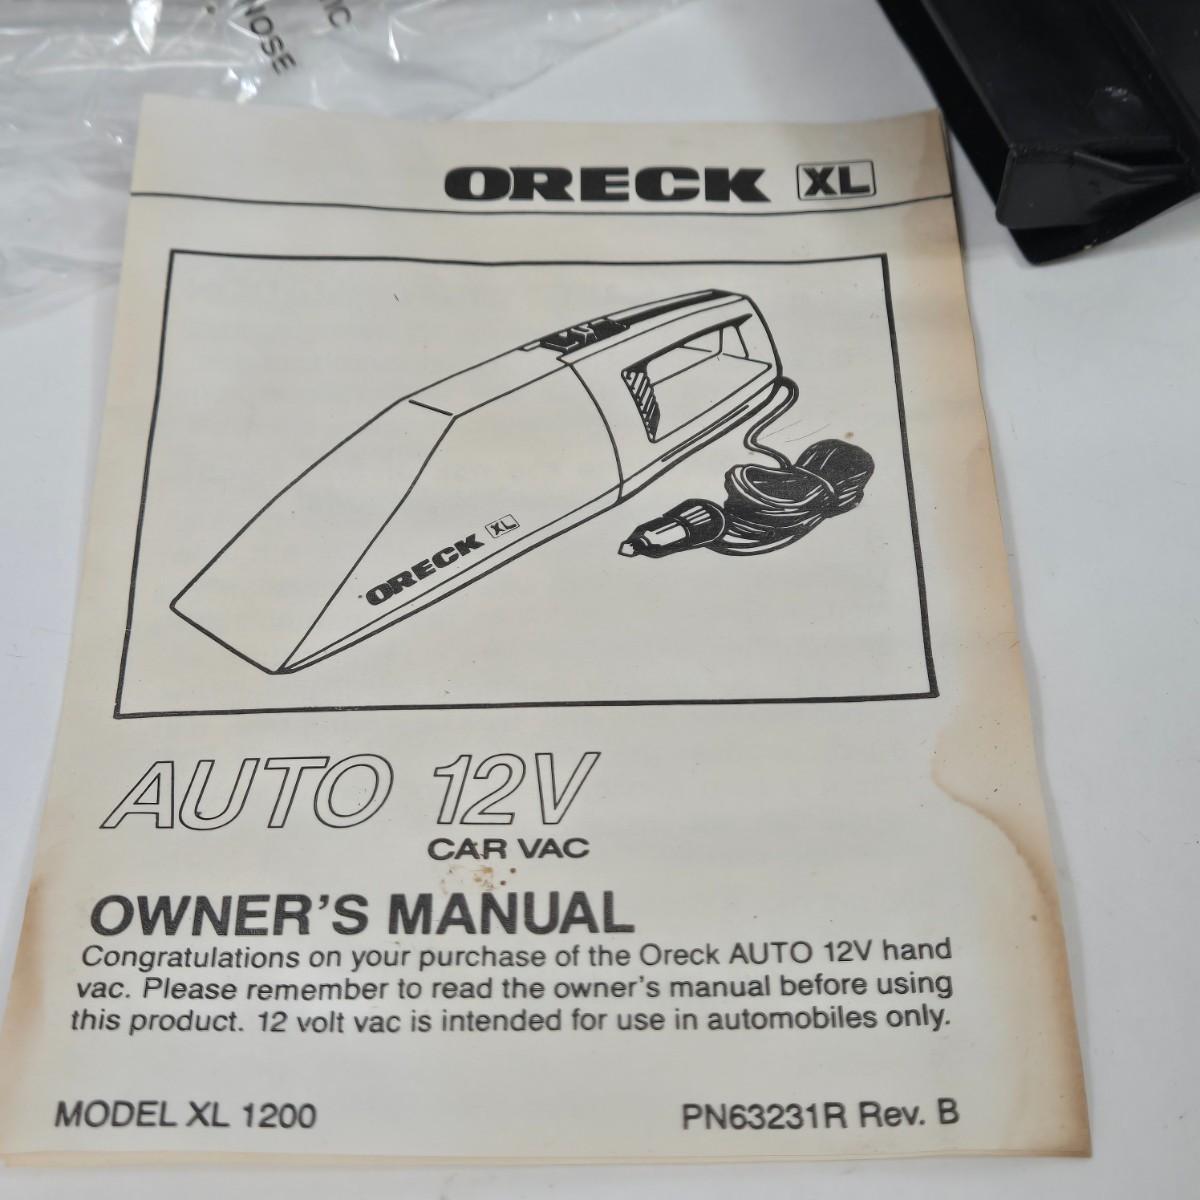 IC
NOSE
ORECK XL
ORECK XL
AUTO 12V
CAR VAC
OWNER'S MANUAL
Congratulations on your purchase of the Oreck AUTO 12V hand
vac. Please remember to read the owner's manual before using
this product. 12 volt vac is intended for use in automobiles only.
MODEL XL 1200
PN63231R Rev. B